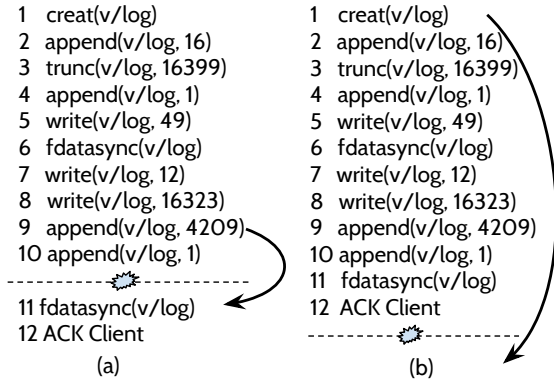 1 creat(v/log)
2 append(v/log, 16)
3 trunc(v/log, 16399)
4 append(v/log, 1)
5 write(v/log, 49)
6 fdatasync(v/log)
7 write(v/log, 12)
8 write(v/log, 16323)
9 append(v/log, 4209)
10 append(v/log, 1)
11 fdatasync(v/log)
12 ACK Client
(a)
1 creat(v/log)
2 append(v/log, 16)
3 trunc(v/log, 16399)
4 append(v/log, 1)
5 write(v/log, 49)
6 fdatasync(v/log)
7 write(v/log, 12)
8 write(v/log, 16323)
9 append(v/log, 4209)
10 append(v/log, 1)
11 fdatasync(v/log)
12 ACK Client
(b)